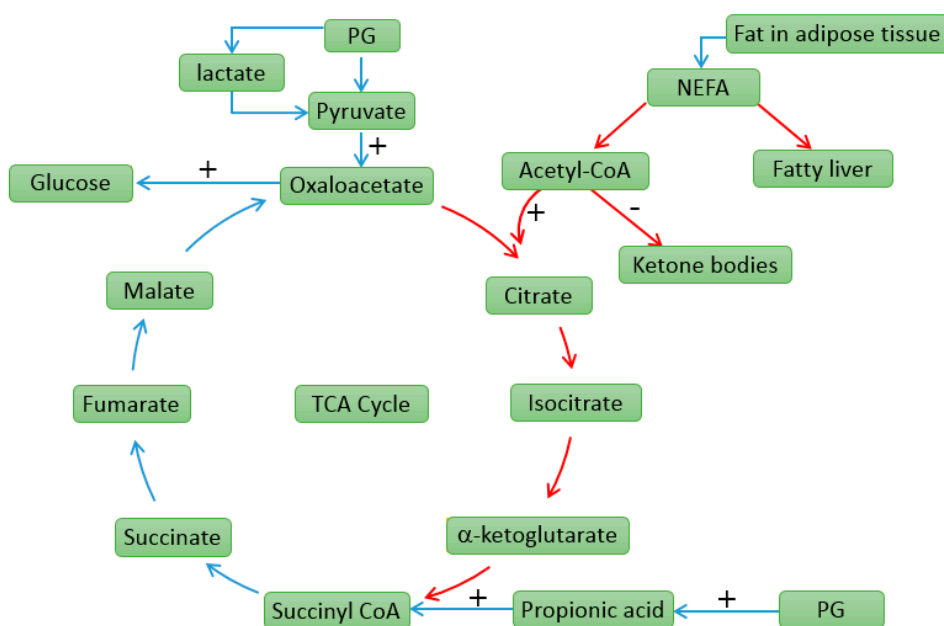 PG
Fat in adipose tissue
lactate
NEFA
Pyruvate
+
Acetyl-CoA
Fatty liver
+
Glucose
Oxaloacetate
+
-
Ketone bodies
Malate
Citrate
Fumarate
TCA Cycle
Isocitrate
Succinate
α-ketoglutarate
Succinyl CoA
+
Propionic acid
+
PG